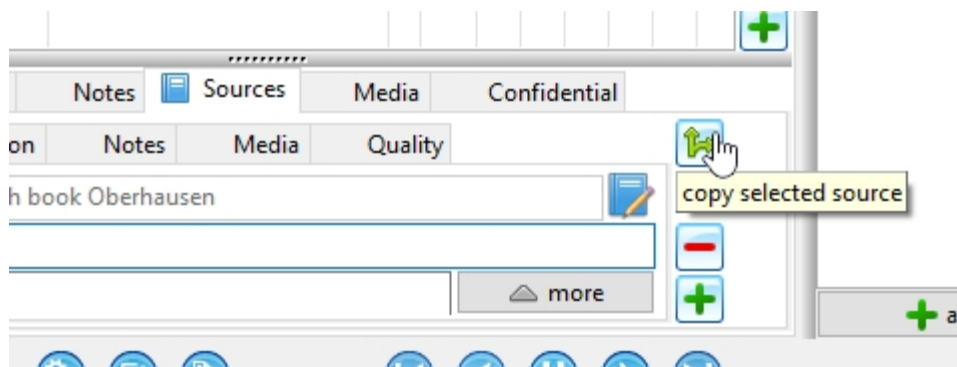 Notes Sources Media Confidential
on Notes Media Quality
h book Oberhausen
copy selected source
more
a